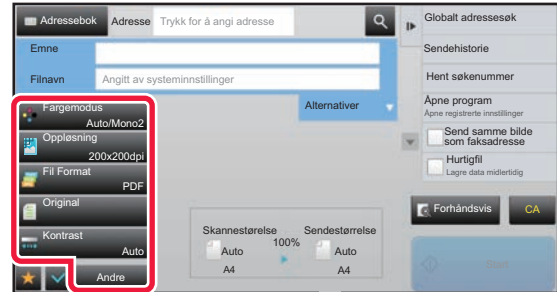 Adressebok
Adresse
Trykk for å angi adresse
Emne
Filnavn
Angitt av systeminnstillinger
Alternativer
Fargemodus
Auto/Mono2
Oppløsning
200x200dpi
Fil Format
PDF
Original
Kontrast
Auto
Andre
Skannestørelse
Auto
A4
100%
Sendestørrelse
Auto
A4
Globalt adressesøk
Sendehistorie
Hent søkenummer
Åpne program
Åpne registrerte innstillinger
Send samme bilde
som faksadresse
Hurtigfil
Lagre data midlertidig
Forhåndsvis
CA
Start